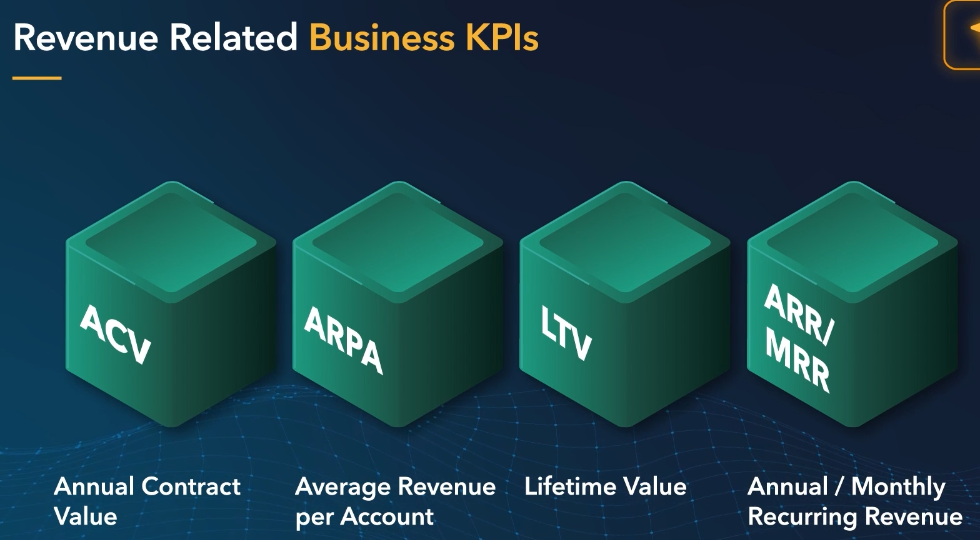 Revenue Related Business KPIs
ACV
ARPA
LTV
ARR/
MRR
Annual Contract
Value
Average Revenue
per Account
Lifetime Value
Annual / Monthly
Recurring Revenue